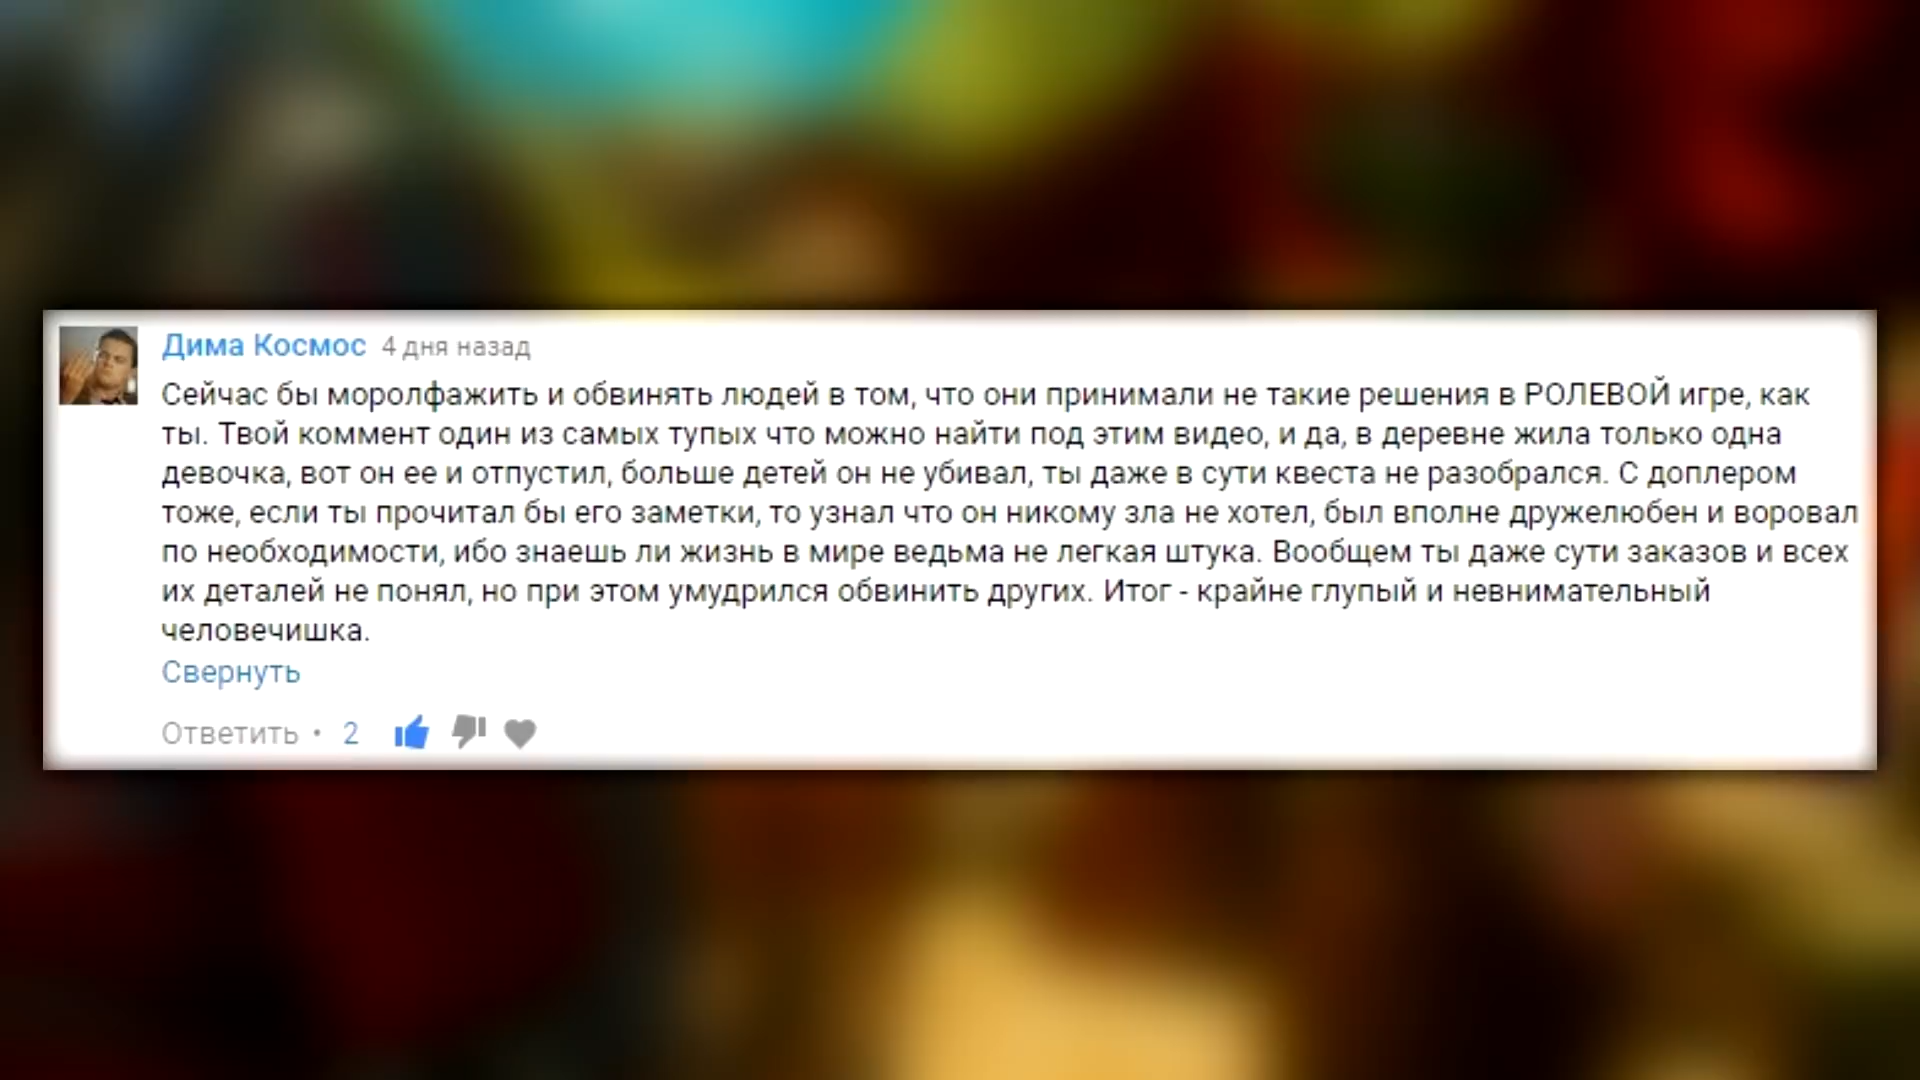 Дима Космос 4 дня назад
Сейчас бы моролфажить и обвинять людей в том, что они принимали не такие решения в РОЛЕВОЙ игре, как
ты. Твой коммент один из самых тупых что можно найти под этим видео, и да, в деревне жила только одна
девочка, вот он ее и отпустил, больше детей он не убивал, ты даже в сути квеста не разобрался. С доплером
тоже, если ты прочитал бы его заметки, то узнал что он никому зла не хотел, был вполне дружелюбен и воровал
по необходимости, ибо знаешь ли жизнь в мире ведьма не легкая штука. Вообщем ты даже сути заказов и всех
их деталей не понял, но при этом умудрился обвинить других. Итог - крайне глупый и невнимательный
человечишка.
Свернуть
Ответить • 2